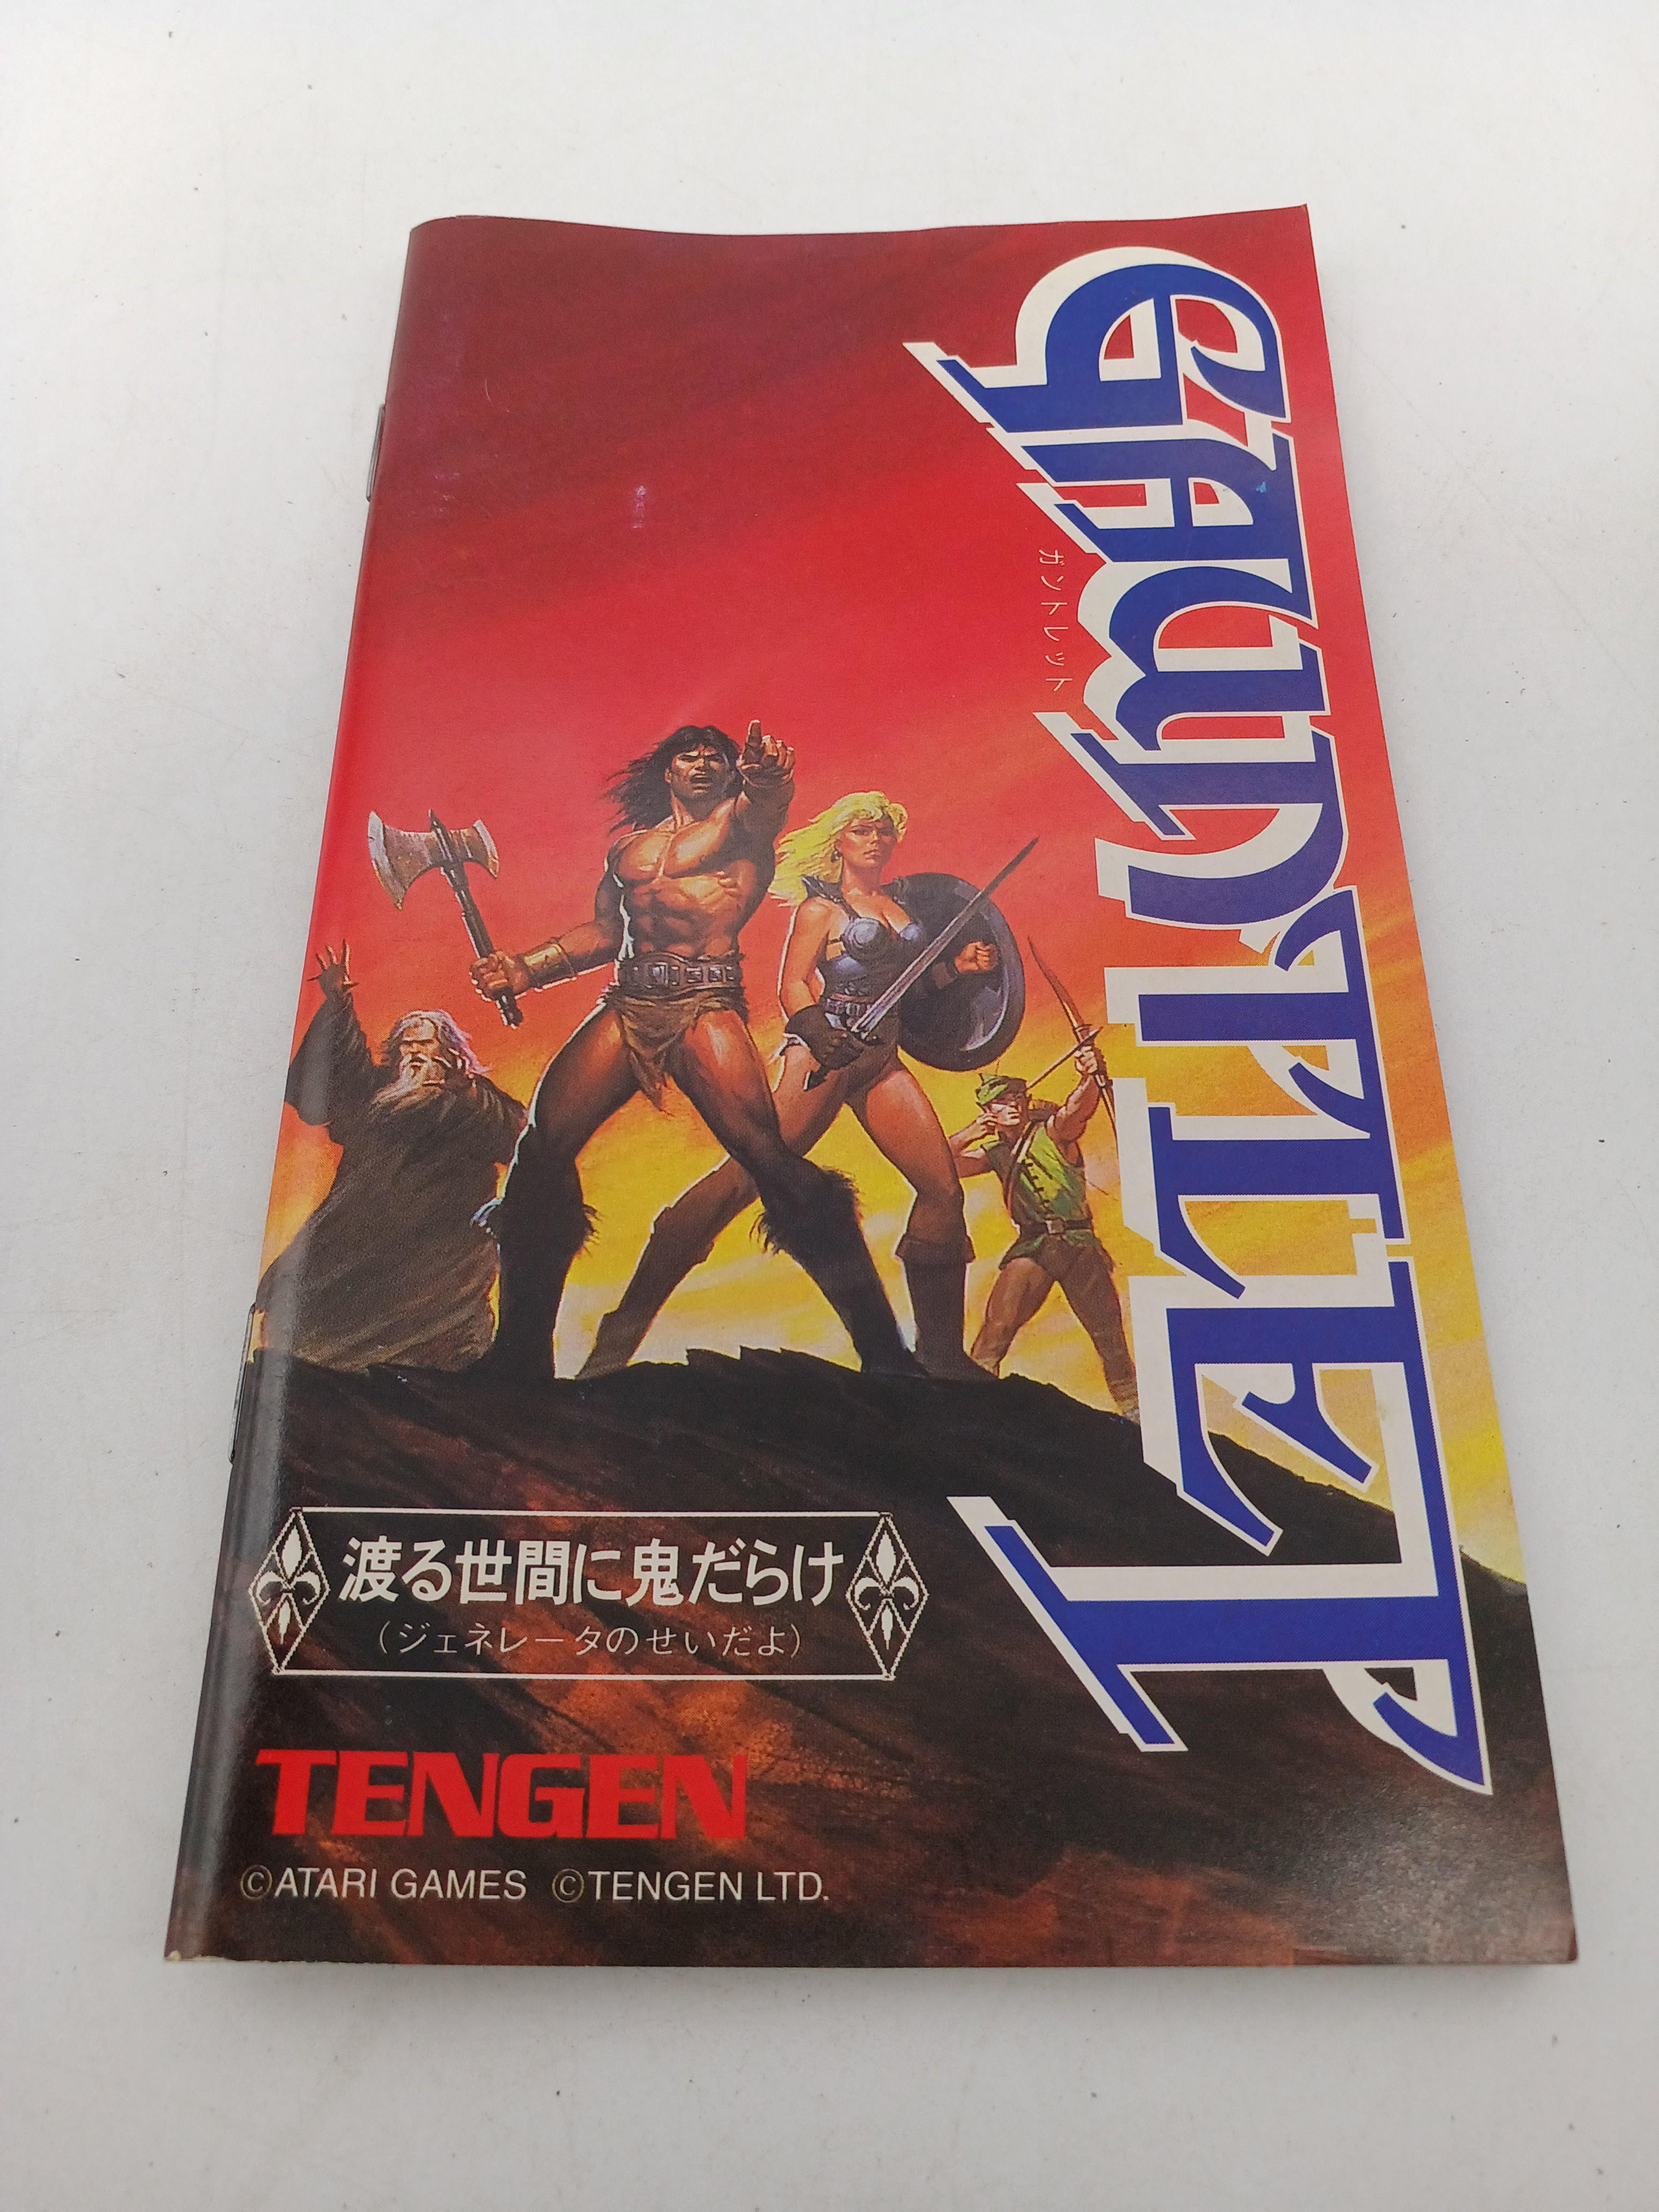 GAUNTLET
ガントレット
渡る世間に鬼だらけ
(ジェネレータのせいだよ)
TENGEN
©ATARI GAMES ©TENGEN LTD.